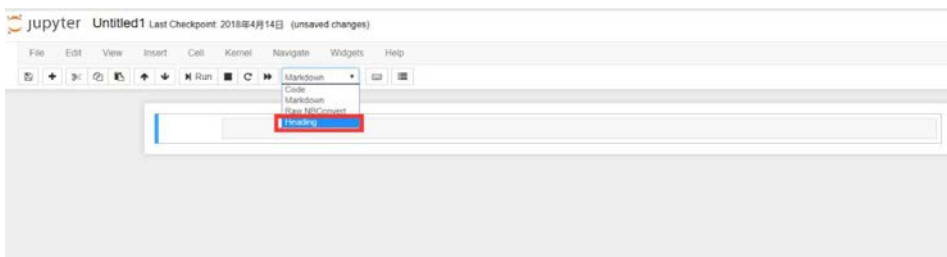 jupyter Untitled1 Last Checkpoint: 2018年4月14日 (unsaved changes)
File Edit View Insert Cell Kernel Navigate Widgets Help
Run Markdown
Code
Markdown
Raw NBConvert
Heading